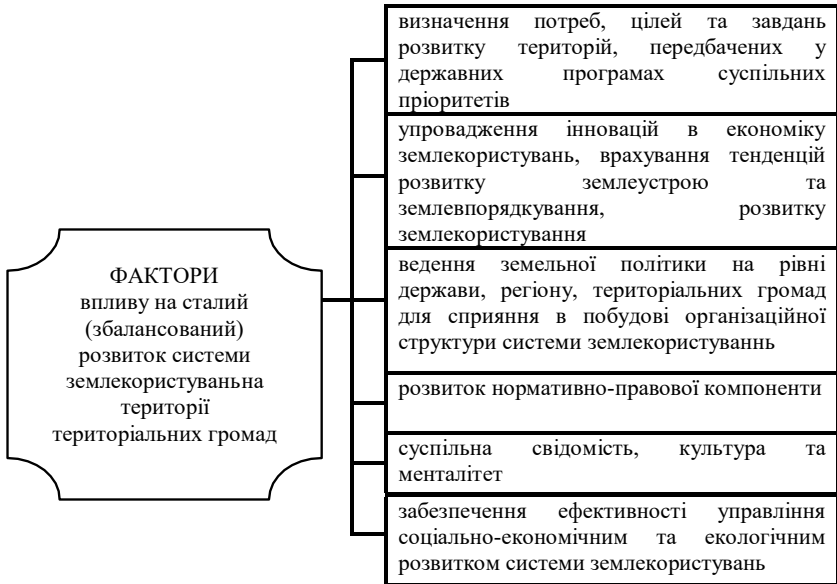 ФАКТОРИ
впливу на сталий
(збалансований)
розвиток системи
землекористуваньна
території
територіальних громад
визначення потреб, цілей та завдань
розвитку територій, передбачених у
державних програмах суспільних
пріоритетів
упровадження інновацій в економіку
землекористувань, врахування тенденцій
розвитку землеустрою та
землевпорядкування, розвитку
землекористування
ведення земельної політики на рівні
держави, регіону, територіальних громад
для сприяння в побудові організаційної
структури системи землекористуваннь
розвиток нормативно-правової компоненти
суспільна свідомість, культура та
менталітет
забезпечення ефективності управління
соціально-економічним та екологічним
розвитком системи землекористувань